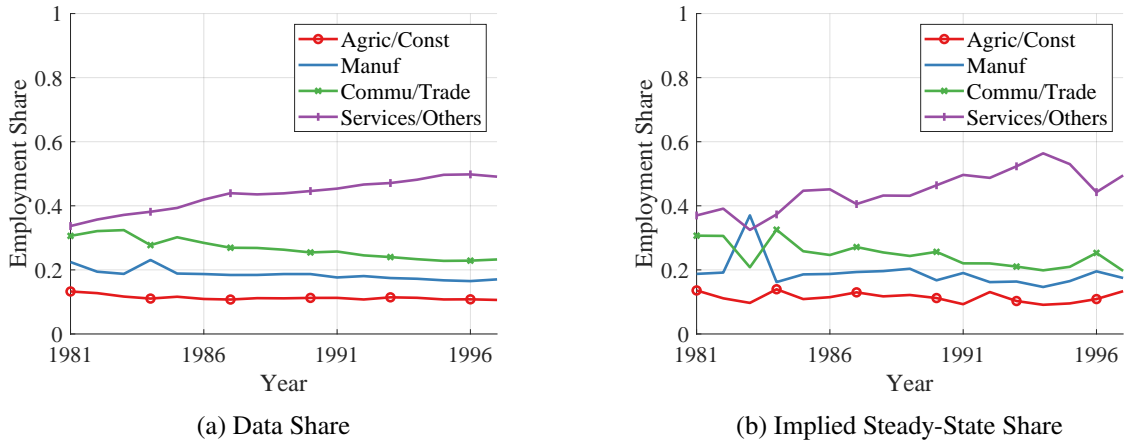 1
0.8
0.6
0.4
0.2
0
Employment Share
1981
1986
1991
1996
Year
Agric/Const
Manuf
Commu/Trade
Services/Others
(a) Data Share
1
0.8
0.6
0.4
0.2
0
Employment Share
1981
1986
1991
1996
Year
Agric/Const
Manuf
Commu/Trade
Services/Others
(b) Implied Steady-State Share